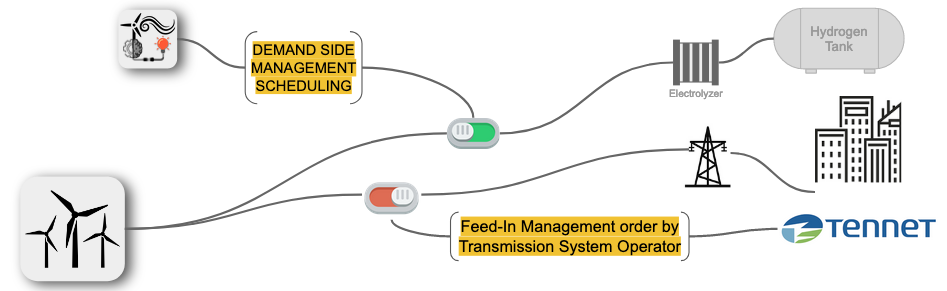 DEMAND SIDE
MANAGEMENT
SCHEDULING
Hydrogen
Tank
Electrolyzer
Feed-In Management order by
Transmission System Operator
TENNET